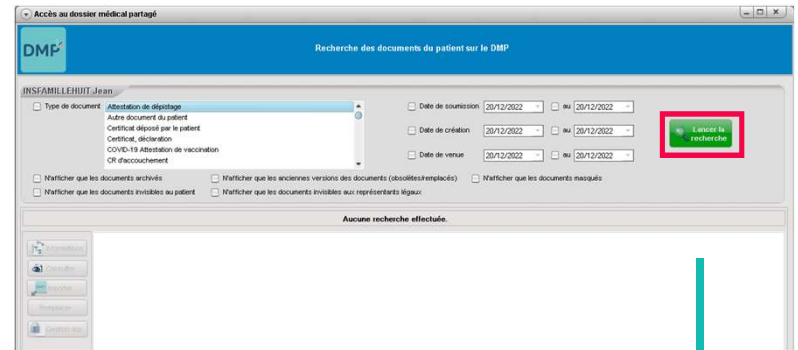 Accès au dossier médical partagé
DMP
Recherche des documents du patient sur le DMP
INSFAMILLEHUIT Jean
Type de document
Attestation de dépistage
Autre document du patient
Certificat déposé par le patient
Certificat, déclaration
COVID-19 Attestation de vaccination
CR d'accouchement
Date de soumission 20/12/2022 au 20/12/2022
Date de création 20/12/2022 au 20/12/2022
Date de venue 20/12/2022 au 20/12/2022
Lancer la
recherche
N'afficher que les documents archivés N'afficher que les anciennes versions des documents (obsolètes/remplacés) N'afficher que les documents masqués
N'afficher que les documents invisibles au patient N'afficher que les documents invisibles aux représentants légaux
Aucune recherche effectuée.
Consulter
Importer
Remplacer